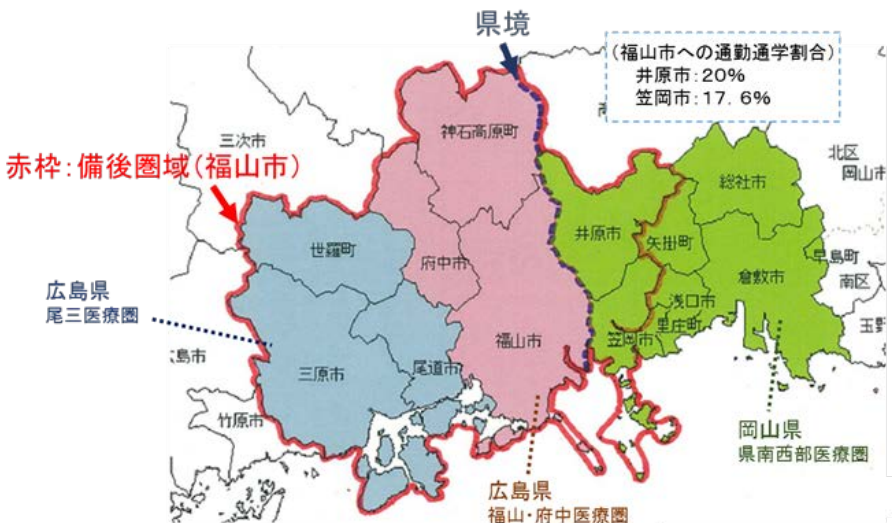 県境
(福山市への通勤通学割合)
井原市:20%
笠岡市:17.6%
神石高原町
三次市
赤枠:備後圏域(福山市)
北区
岡山市
総社市
井原市
矢掛町
世羅町
府中市
早島町
倉敷市
南区
広島県
尾三医療圏
浅口市
里庄町
笠岡市
福山市
玉野
広島市
三原市
尾道市
竹原市
岡山県
県南西部医療圏
広島県
福山・府中医療圏